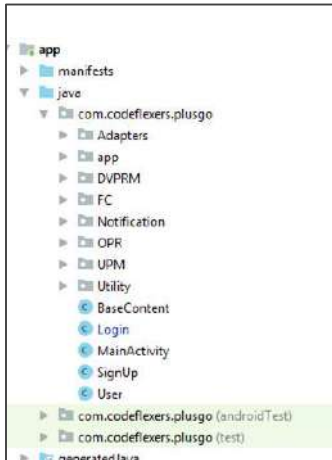 app
manifests
java
com.codeflexers.plusgo
Adapters
app
DVPRM
FC
Notification
OPR
UPM
Utility
BaseContent
Login
MainActivity
SignUp
User
com.codeflexers.plusgo (androidTest)
com.codeflexers.plusgo (test)
generatedJava